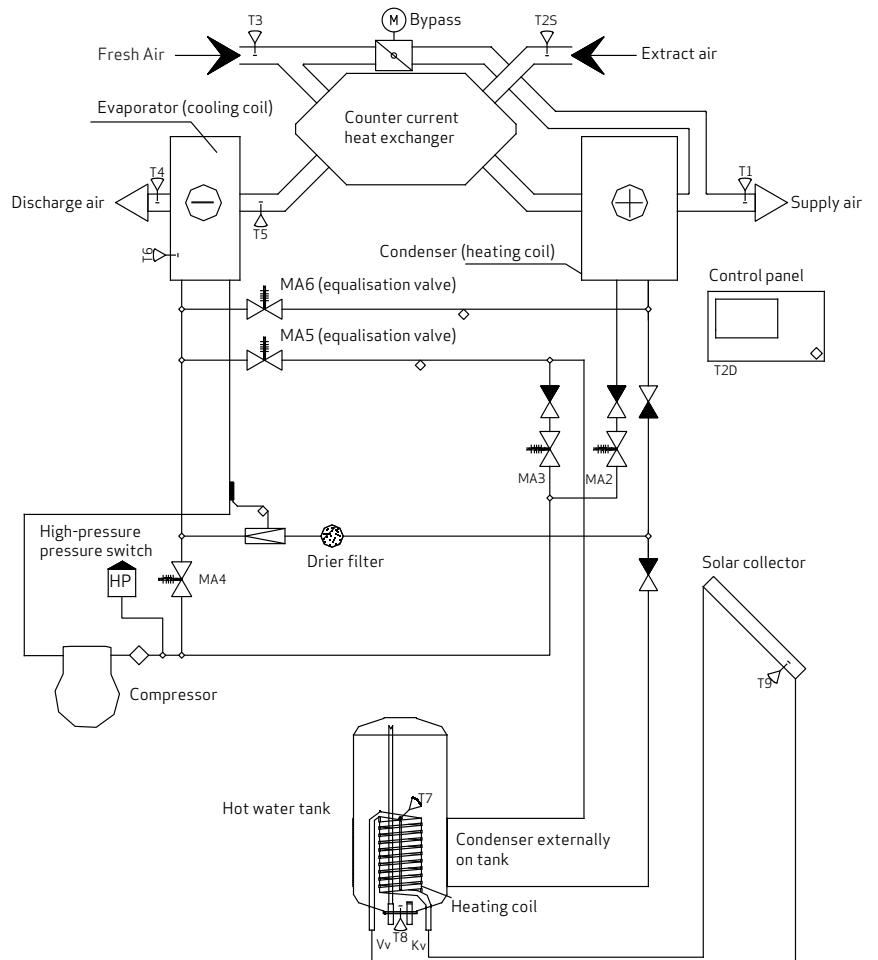 T3
M
Bypass
T2S
Fresh Air
Extract air
Evaporator (cooling coil)
Counter current
heat exchanger
T4
T1
Discharge air
Supply air
T5
T6
Condenser (heating coil)
MA6 (equalisation valve)
Control panel
MA5 (equalisation valve)
T2D
MA3
MA2
High-pressure
pressure switch
Drier filter
Solar collector
HP
MA4
T9
Compressor
Hot water tank
T7
Condenser externally
on tank
Heating coil
Vv
T8
Kv